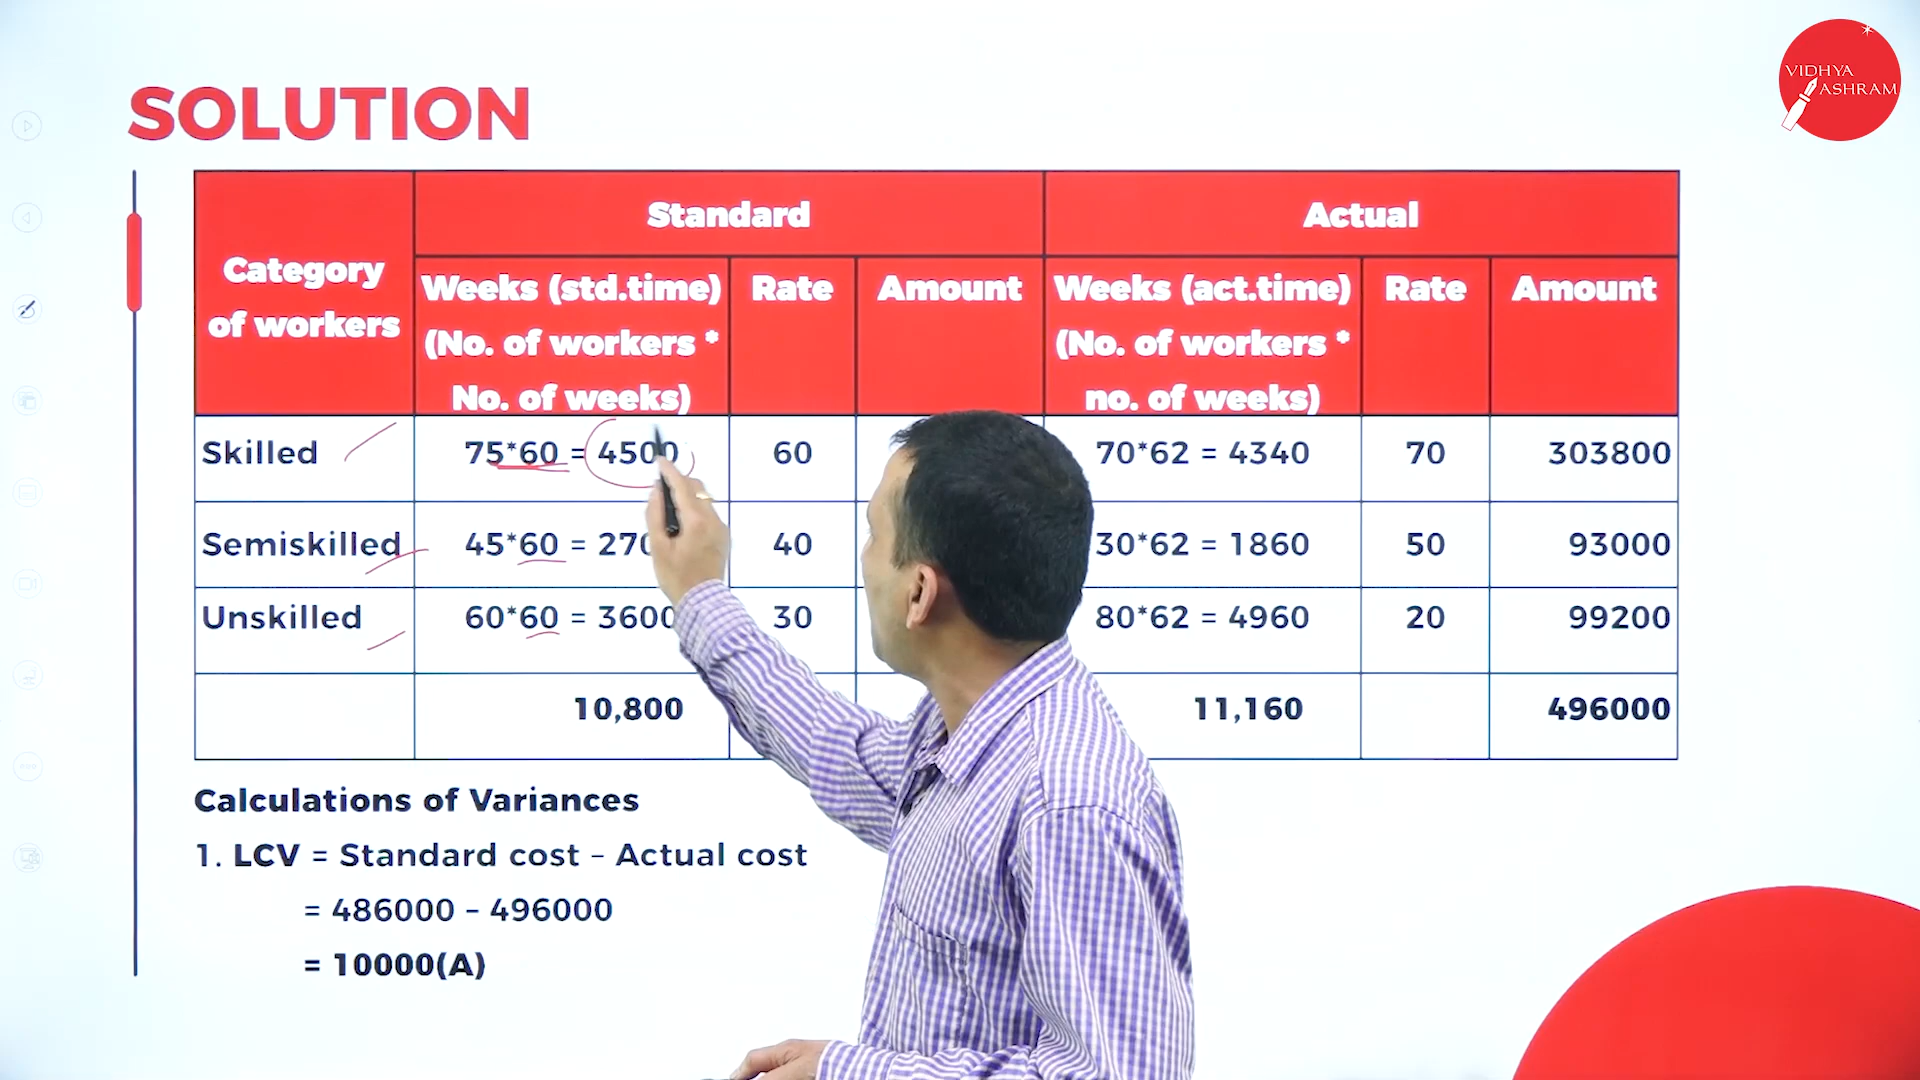 VIDHYA
ASHRAM
SOLUTION
Category of workers | Standard | Actual
Weeks (std.time) (No. of workers * No. of weeks) | Rate | Amount | Weeks (act.time) (No. of workers * no. of weeks) | Rate | Amount
Skilled | 75*60 = 4500 | 60 | 70*62 = 4340 | 70 | 303800
Semiskilled | 45*60 = 270 | 40 | 30*62 = 1860 | 50 | 93000
Unskilled | 60*60 = 3600 | 30 | 80*62 = 4960 | 20 | 99200
10,800 | 11,160 | 496000
Calculations of Variances
1. LCV = Standard cost – Actual cost
= 486000 – 496000
= 10000(A)